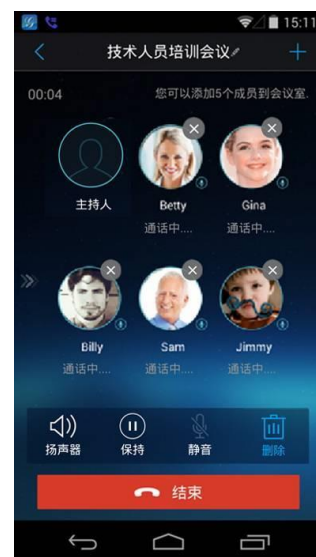 15:11
技术人员培训会议
00:04 您可以添加5个成员到会议室.
主持人 Betty Gina
通话中.... 通话中....
Billy Sam Jimmy
通话中.... 通话中.... 通话中....
扬声器 保持 静音 删除
结束